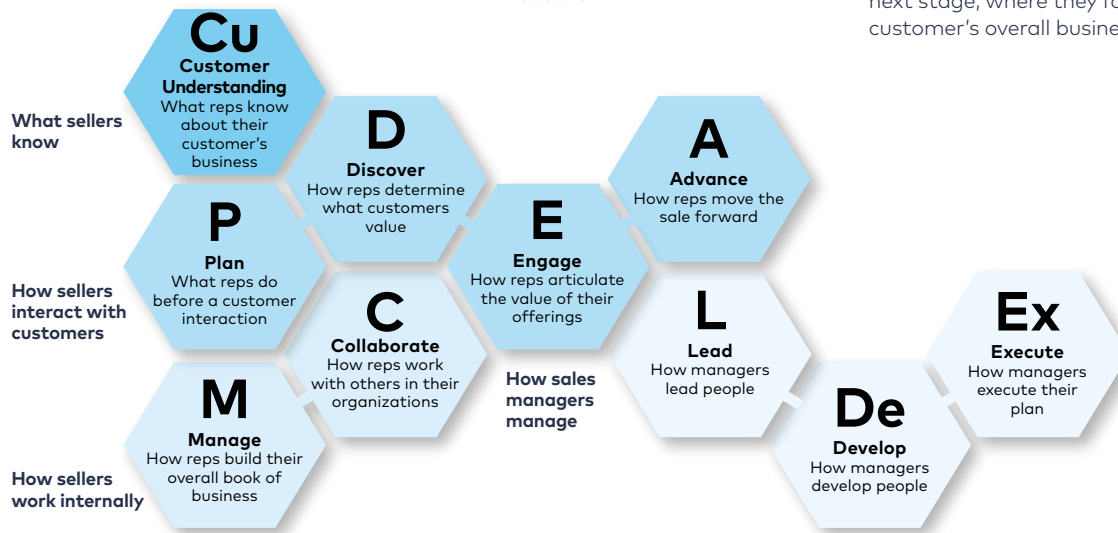 next stage, where they
customer's overall
Cu
Customer
Understanding
What reps know
about their
customer's
business
What sellers
know
D
Discover
How reps determine
what customers
value
A
Advance
How reps move the
sale forward
P
Plan
What reps do
before a customer
interaction
E
Engage
How reps articulate
the value of their
offerings
How sellers
interact with
customers
C
Collaborate
How reps work
with others in their
organizations
L
Lead
How managers
lead people
Ex
Execute
How managers
execute their
plan
M
Manage
How reps build their
overall book of
business
How sales
managers
manage
De
Develop
How managers
develop people
How sellers
work internally